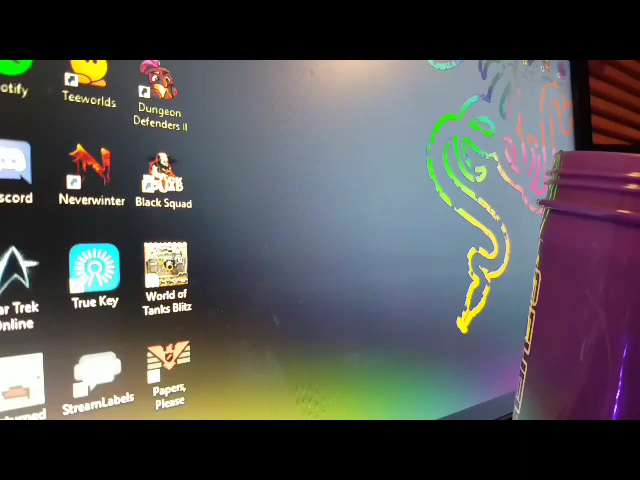 otify
Teeworlds
Dungeon
Defenders II
scord
Neverwinter
Black Squad
ar Trek
Online
True Key
World of
Tanks Blitz
turned
StreamLabels
Papers,
Please